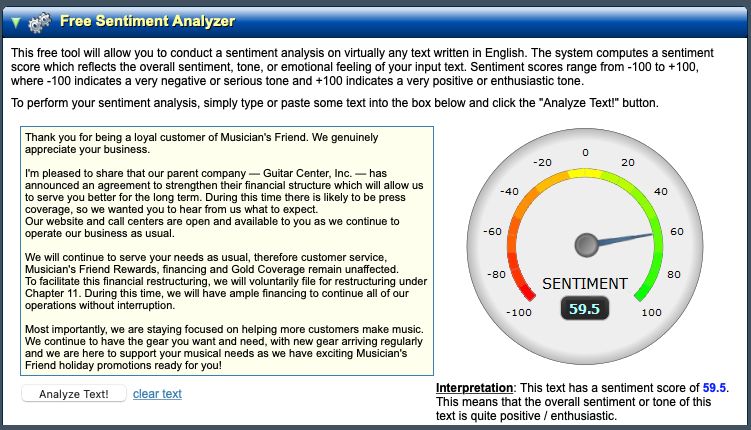 Free Sentiment Analyzer
This free tool will allow you to conduct a sentiment analysis on virtually any text written in English. The system computes a sentiment
score which reflects the overall sentiment, tone, or emotional feeling of your input text. Sentiment scores range from -100 to +100,
where -100 indicates a very negative or serious tone and +100 indicates a very positive or enthusiastic tone.
To perform your sentiment analysis, simply type or paste some text into the box below and click the "Analyze Text!" button.
Thank you for being a loyal customer of Musician's Friend. We genuinely
appreciate your business.
I'm pleased to share that our parent company — Guitar Center, Inc. — has
announced an agreement to strengthen their financial structure which will allow us
to serve you better for the long term. During this time there is likely to be press
coverage, so we wanted you to hear from us what to expect.
Our website and call centers are open and available to you as we continue to
operate our business as usual.
We will continue to serve your needs as usual, therefore customer service,
Musician's Friend Rewards, financing and Gold Coverage remain unaffected.
To facilitate this financial restructuring, we will voluntarily file for restructuring under
Chapter 11. During this time, we will have ample financing to continue all of our
operations without interruption.
Most importantly, we are staying focused on helping more customers make music.
We continue to have the gear you want and need, with new gear arriving regularly
and we are here to support your musical needs as we have exciting Musician's
Friend holiday promotions ready for you!
Analyze Text!
clear text
-100
-80
-60
-40
-20
0
20
40
60
80
100
SENTIMENT
59.5
Interpretation: This text has a sentiment score of 59.5.
This means that the overall sentiment or tone of this
text is quite positive / enthusiastic.